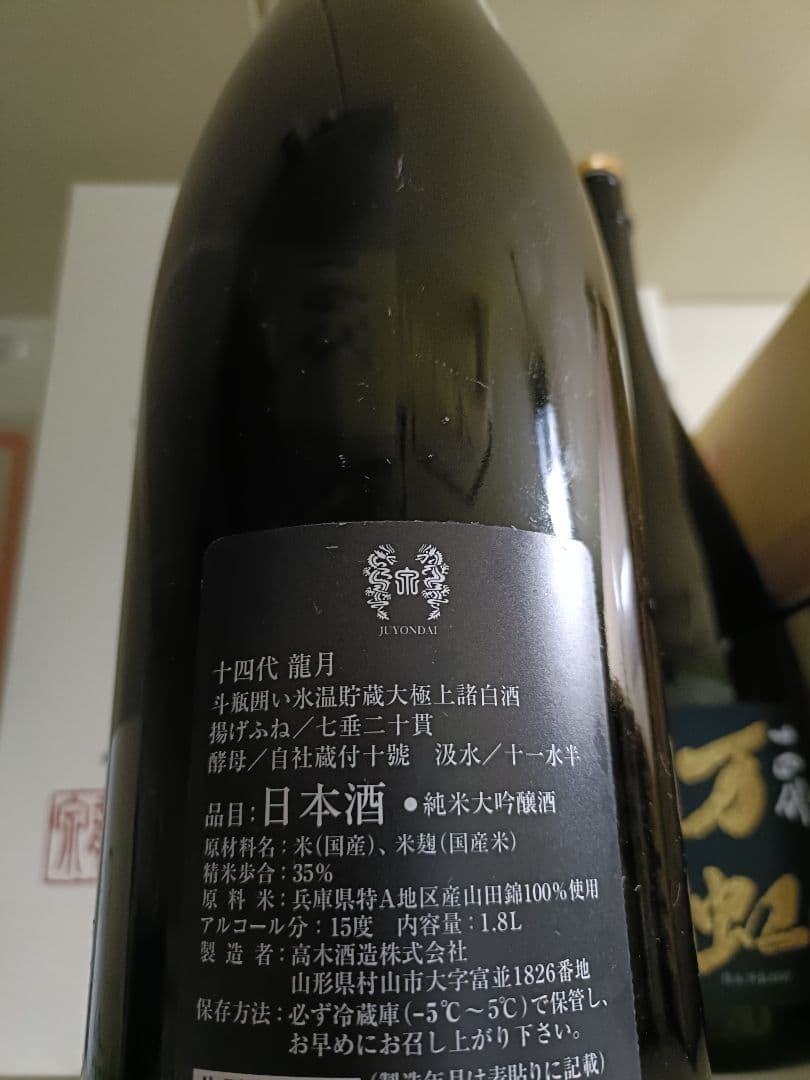 JUYONDAI
十四代 龍月
斗瓶囲い氷温貯蔵大極上諸白酒
揚げふね/七垂二十貫
酵母/自社蔵付十號 汲水/十一水半
品目:日本酒 ●純米大吟醸酒
原材料名:米(国産)、米麹(国産米)
精米歩合:35%
原料米:兵庫県特A地区産山田錦100%使用
アルコール分:15度 内容量:1.8L
製造者:高木酒造株式会社
山形県村山市大字富並1826番地
保存方法:必ず冷蔵庫(-5℃~5℃)で保管し、
お早めにお召し上がり下さい。
(製造年月は表貼りに記載)
万虹